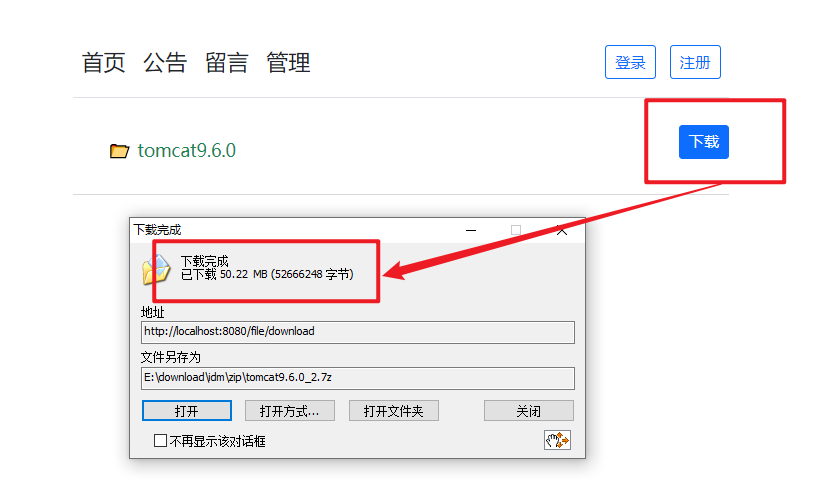 首页 公告 留言 管理 登录 注册
tomcat9.6.0 下载
下载完成
下载完成
已下载 50.22 MB (52666248 字节)
地址
http://localhost:8080/file/download
文件另存为
E:\download\idm\zip\tomcat9.6.0_2.7z
打开 打开方式... 打开文件夹 关闭
不再显示该对话框